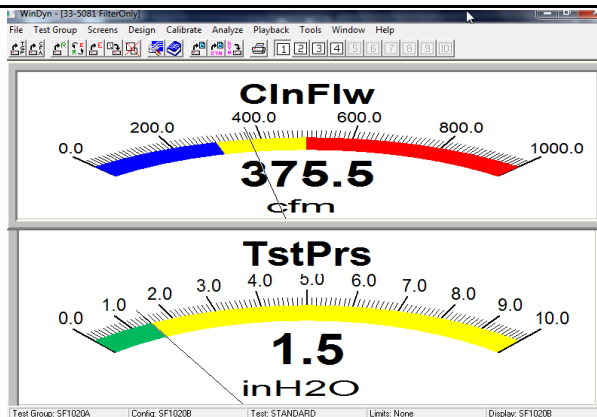 WinDyn - [33-5081 FilterOnly]
File Test Group Screens Design Calibrate Analyze Playback Tools Window Help
1 2 3 4 5 6 7 8 9 10
ClnFlw
0.0 200.0 400.0 600.0 800.0 1000.0
375.5
cfm
TstPrs
0.0 1.0 2.0 3.0 4.0 5.0 6.0 7.0 8.0 9.0 10.0
1.5
inH2O
Test Group: SF1020A Config: SF1020B Test: STANDARD Limits: None Display: SF1020B